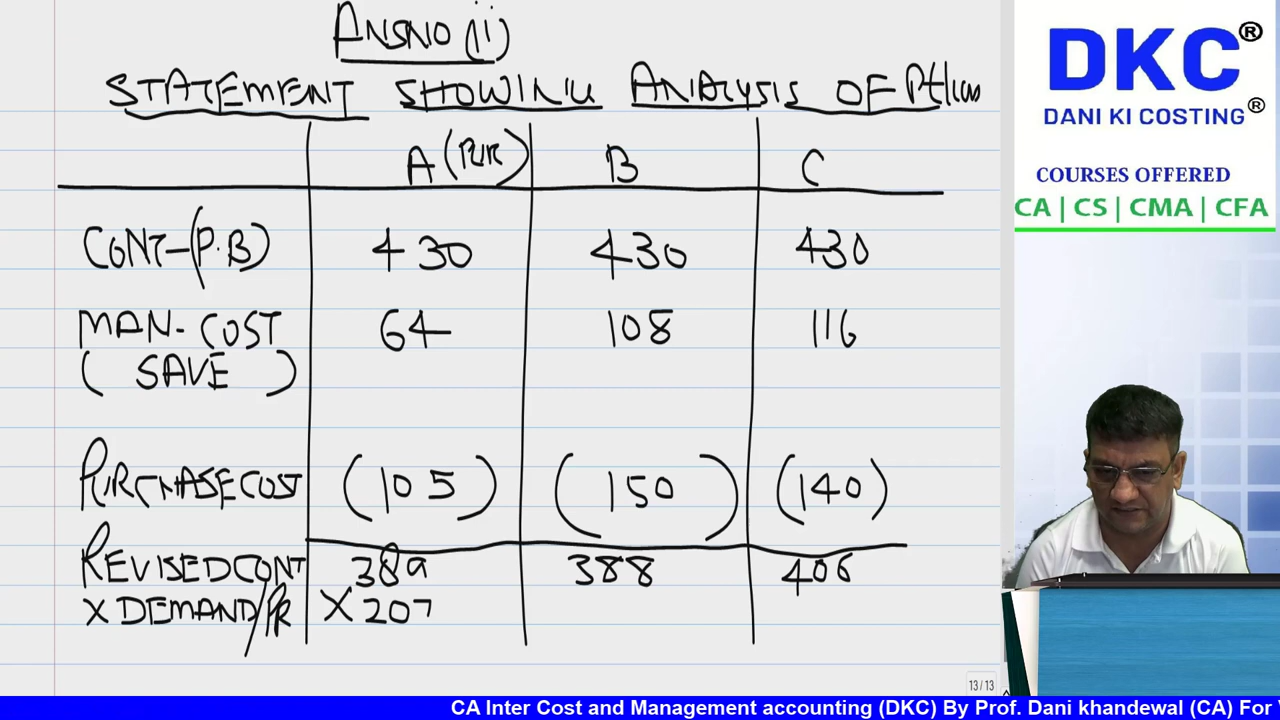 ANSNO (ii)
STATEMENT SHOWING ANALYSIS OF
A (PUR) B C
CONT-(P.B) 430 430 430
MAN-COST 64 108 116
(SAVE)
PURCHASE COST (105) (150) (140)
REVISED CONT 389 388 406
X DEMAND/PR X 207
13/13
DKC®
DANI KI COSTING®
COURSES OFFERED
CA | CS | CMA | CFA
CA Inter Cost and Management accounting (DKC) By Prof. Dani khandewal (CA) For